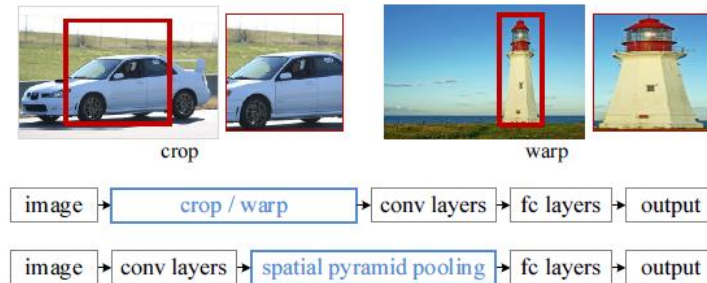 crop
warp
image crop / warp conv layers fc layers output
image conv layers spatial pyramid pooling fc layers output